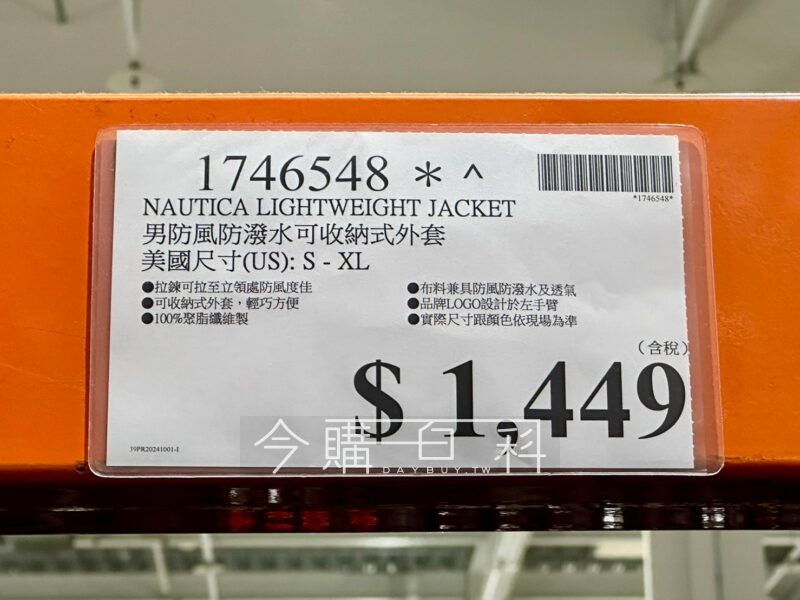 1746548 * ^
*1746548*
NAUTICA LIGHTWEIGHT JACKET
男防風防潑水可收納式外套
美國尺寸(US): S - XL
●拉鍊可拉至立領處防風度佳
●可收納式外套，輕巧方便
●100%聚脂纖維製
●布料兼具防風防潑水及透氣
●品牌LOGO設計於左手臂
●實際尺寸跟顏色依現場為準
(含稅)
$ 1,449
39PR20241001-1
今購百科
DAYBUY.TW